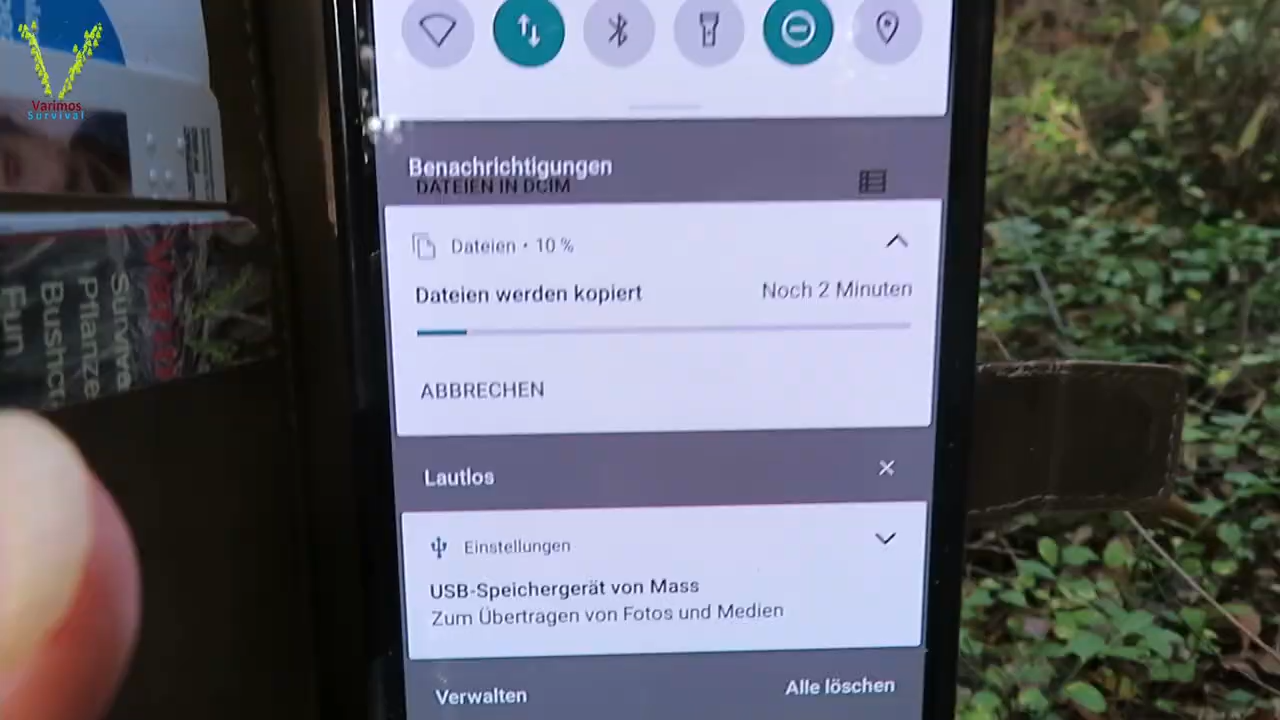 Varimos
Survival
Benachrichtigungen
DATEIEN IN DCIM
Dateien • 10 %
Dateien werden kopiert
Noch 2 Minuten
ABBRECHEN
Lautlos
Einstellungen
USB-Speichergerät von Mass
Zum Übertragen von Fotos und Medien
Verwalten
Alle löschen
Surviva
Pflanze
Bushc
Fun